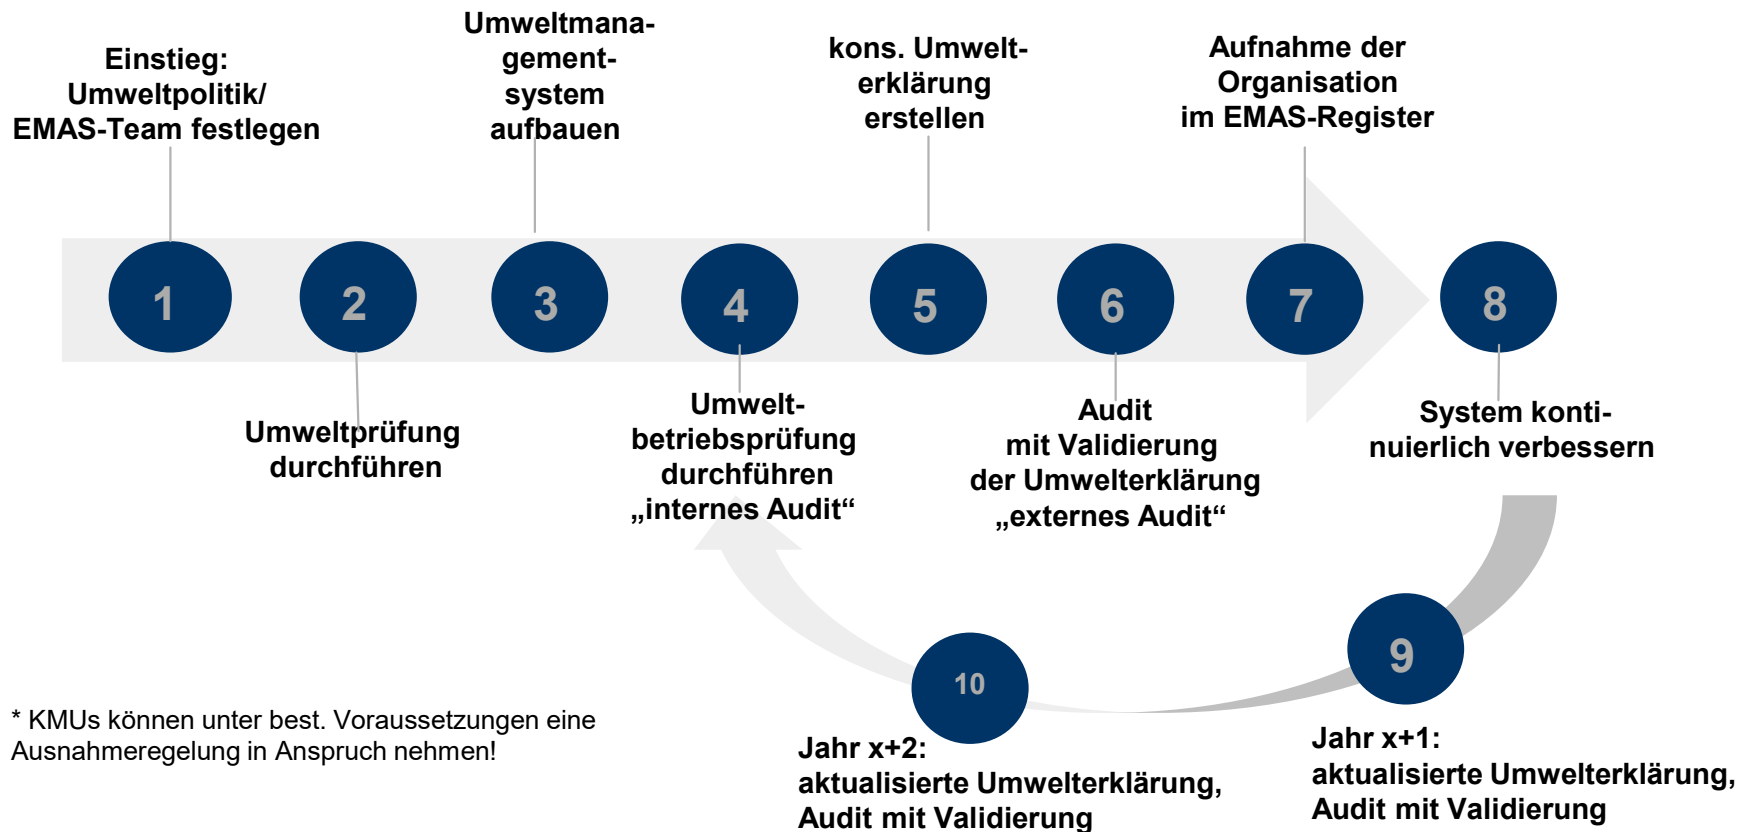 Einstieg:
Umweltpolitik/
EMAS-Team festlegen
Umweltmana-
gement-
system
aufbauen
kons. Umwelt-
erklärung
erstellen
Aufnahme der
Organisation
im EMAS-Register
1
2
3
4
5
6
7
8
Umweltprüfung
durchführen
Umwelt-
betriebsprüfung
durchführen
„internes Audit“
Audit
mit Validierung
der Umwelterklärung
„externes Audit“
System konti-
nuierlich verbessern
9
10
* KMUs können unter best. Voraussetzungen eine
Ausnahmeregelung in Anspruch nehmen!
Jahr x+2:
aktualisierte Umwelterklärung,
Audit mit Validierung
Jahr x+1:
aktualisierte Umwelterklärung,
Audit mit Validierung